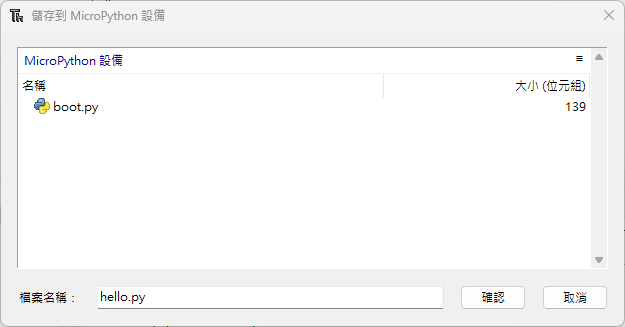 儲存到 MicroPython 設備
MicroPython 設備
名稱 大小 (位元組)
boot.py 139
檔案名稱： hello.py 確認 取消